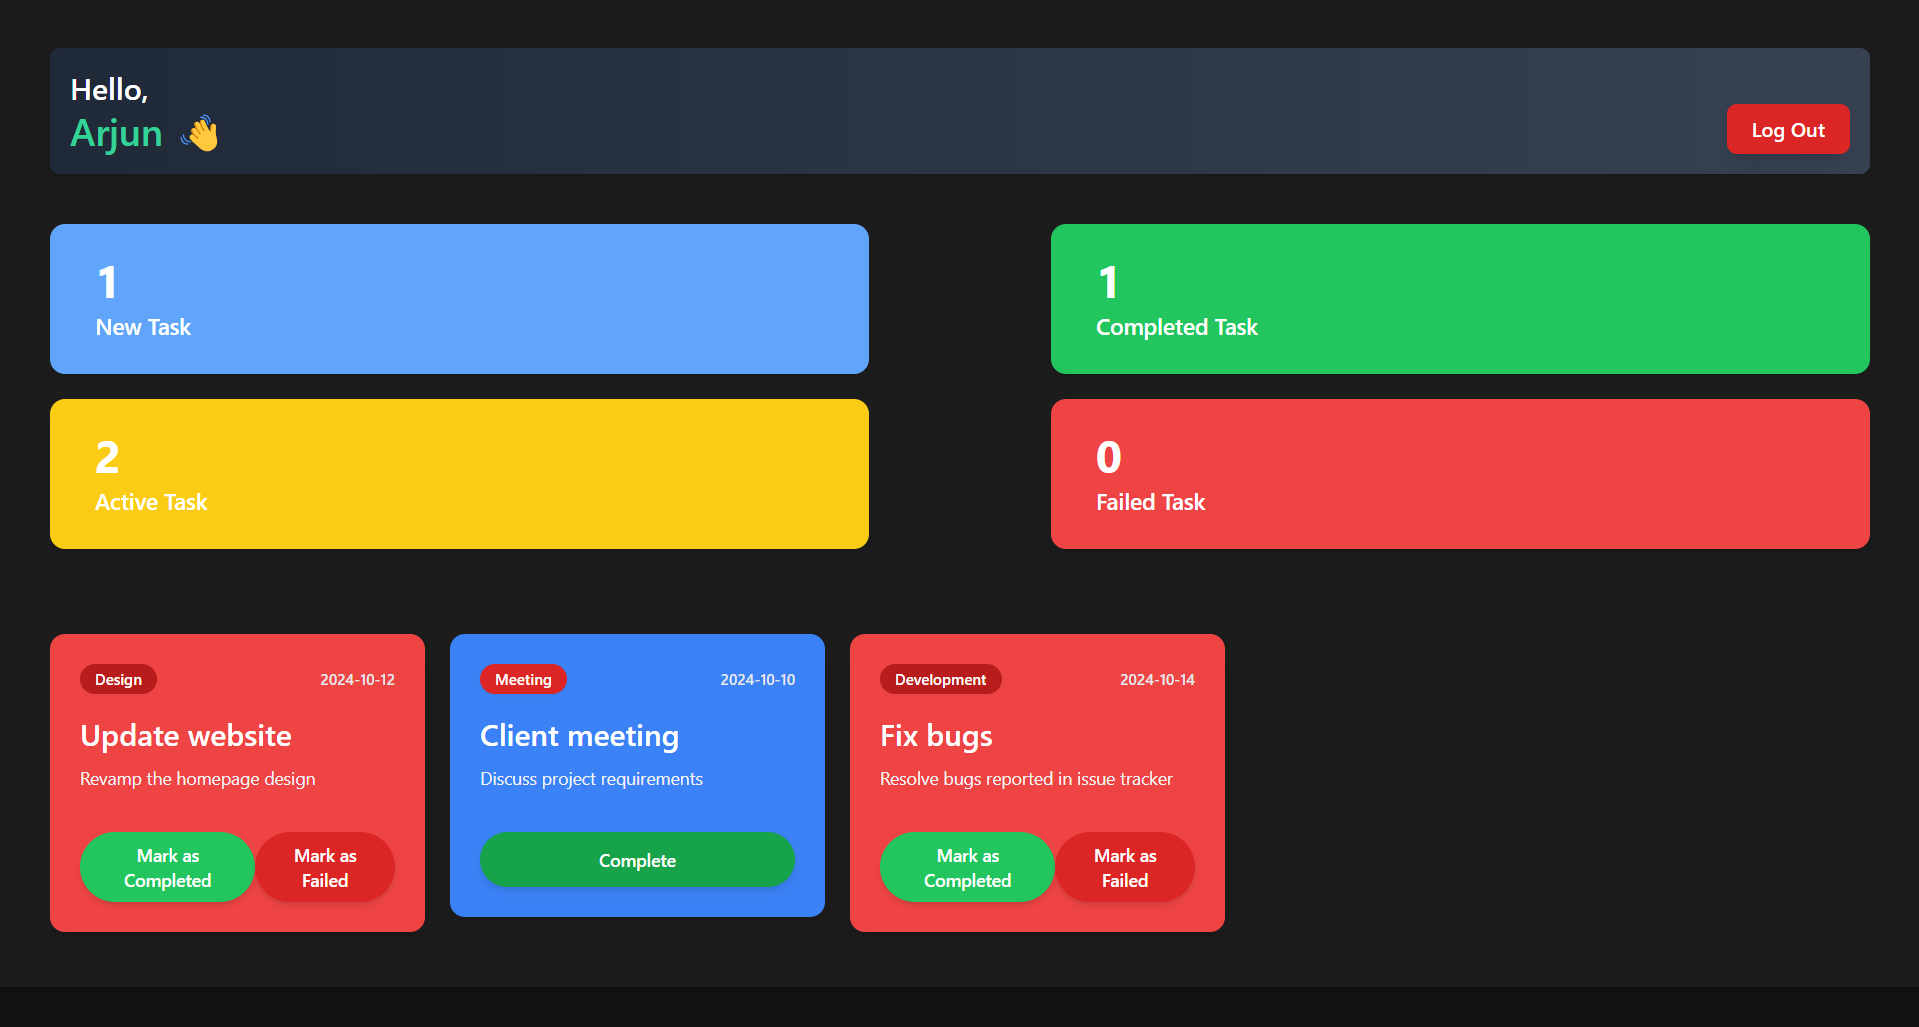 Hello,
Arjun 👋
Log Out
1
New Task
1
Completed Task
2
Active Task
0
Failed Task
Design
2024-10-12
Update website
Revamp the homepage design
Mark as
Completed
Mark as
Failed
Meeting
2024-10-10
Client meeting
Discuss project requirements
Complete
Development
2024-10-14
Fix bugs
Resolve bugs reported in issue tracker
Mark as
Completed
Mark as
Failed